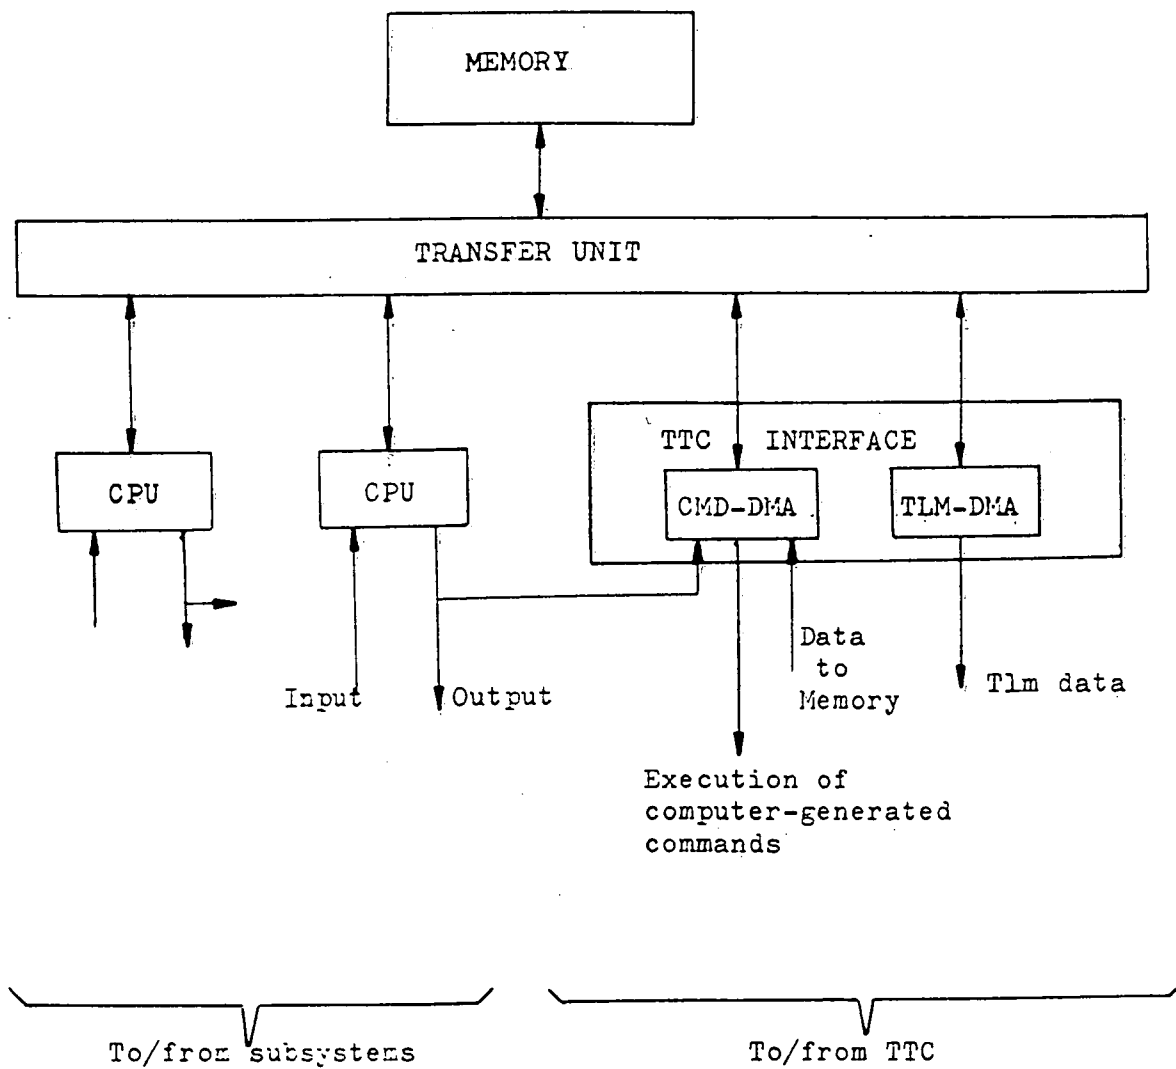 MEMORY
TRANSFER UNIT
TTC INTERFACE
CPU
CPU
CMD-DMA
TLM-DMA
Input
Output
Data
to
Memory
Tlm data
Execution of
computer-generated
commands
To/from subsystems
To/from TTC